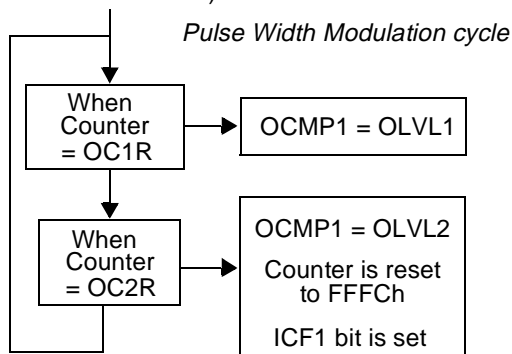 Pulse Width Modulation cycle
When
Counter
= OC1R
OCMP1 = OLVL1
When
Counter
= OC2R
OCMP1 = OLVL2
Counter is reset
to FFFCh
ICF1 bit is set